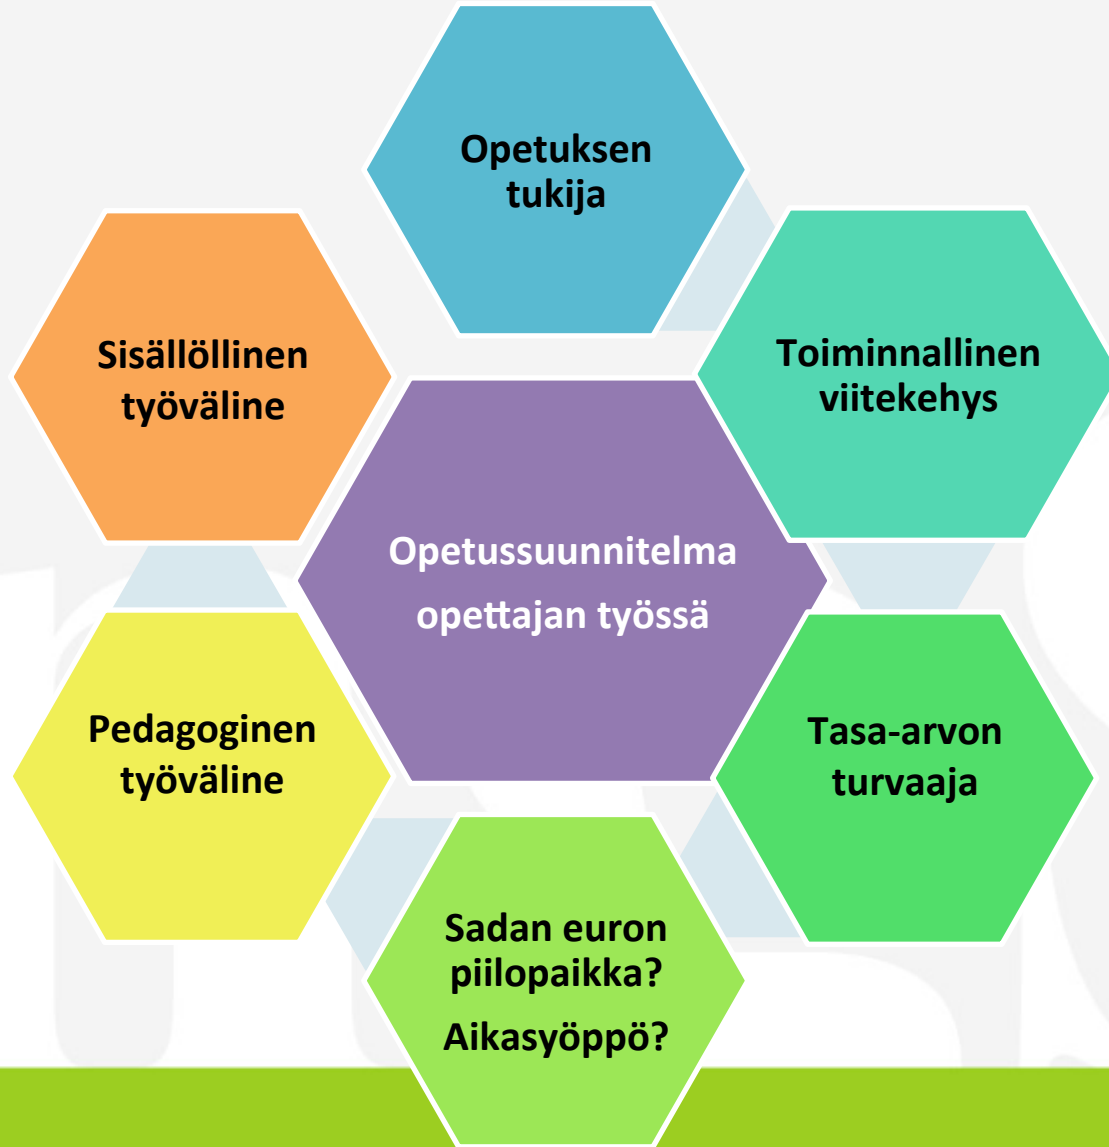 Opetuksen
tukija
Sisällöllinen
työväline
Toiminnallinen
viitekehys
Opetussuunnitelma
opettajan työssä
Pedagoginen
työväline
Tasa-arvon
turvaaja
Sadan euron
piilopaikka?
Aikasyöppö?